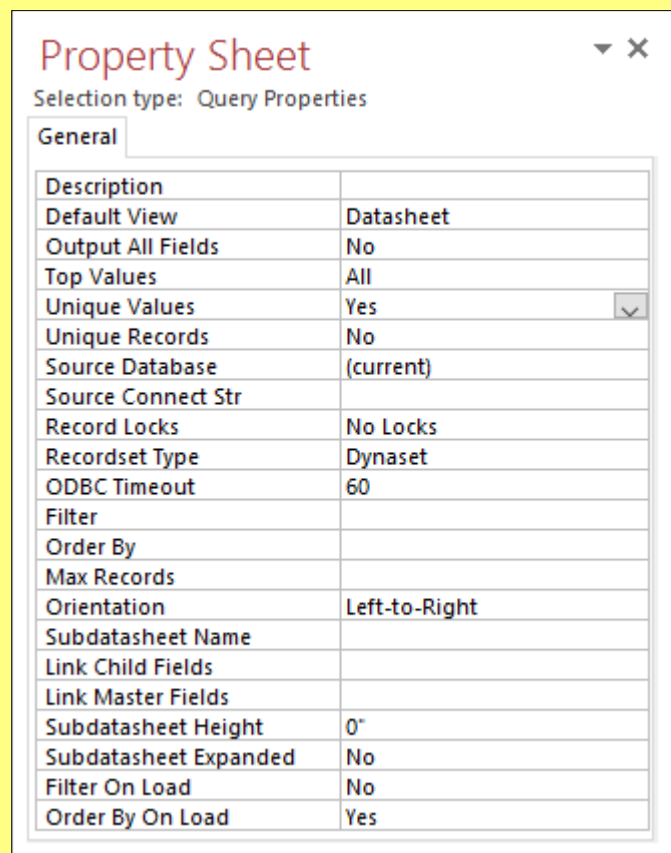 Property Sheet
Selection type: Query Properties
General
Description
Default View Datasheet
Output All Fields No
Top Values All
Unique Values Yes
Unique Records No
Source Database (current)
Source Connect Str
Record Locks No Locks
Recordset Type Dynaset
ODBC Timeout 60
Filter
Order By
Max Records
Orientation Left-to-Right
Subdatasheet Name
Link Child Fields
Link Master Fields
Subdatasheet Height 0"
Subdatasheet Expanded No
Filter On Load No
Order By On Load Yes